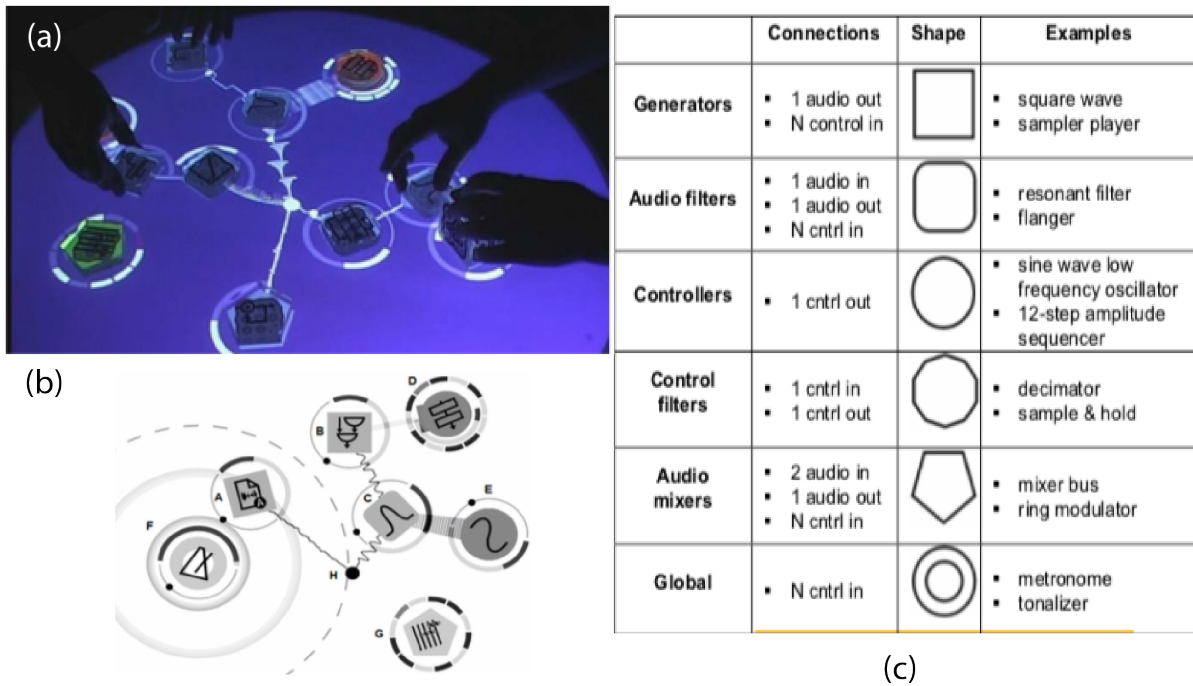 (a)
(b)
D
B
A
C
E
F
H
G
Connections Shape Examples
Generators
▪ 1 audio out
▪ N control in
▪ square wave
▪ sampler player
Audio filters
▪ 1 audio in
▪ 1 audio out
▪ N cntrl in
▪ resonant filter
▪ flanger
Controllers
▪ 1 cntrl out
▪ sine wave low
frequency oscillator
▪ 12-step amplitude
sequencer
Control
filters
▪ 1 cntrl in
▪ 1 cntrl out
▪ decimator
▪ sample & hold
Audio
mixers
▪ 2 audio in
▪ 1 audio out
▪ N cntrl in
▪ mixer bus
▪ ring modulator
Global
▪ N cntrl in
▪ metronome
▪ tonalizer
(c)